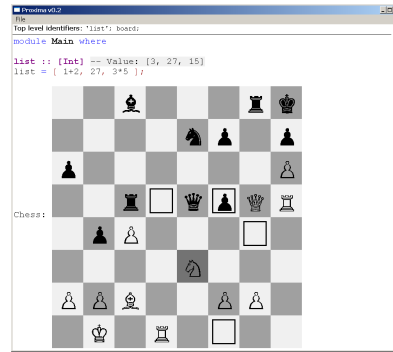 Proxima v0.2
File
Top level identifiers: 'list'; board;
module Main where
list :: [Int] -- Value: [3, 27, 15]
list = [ 1+2, 27, 3*5 ];
Chess: